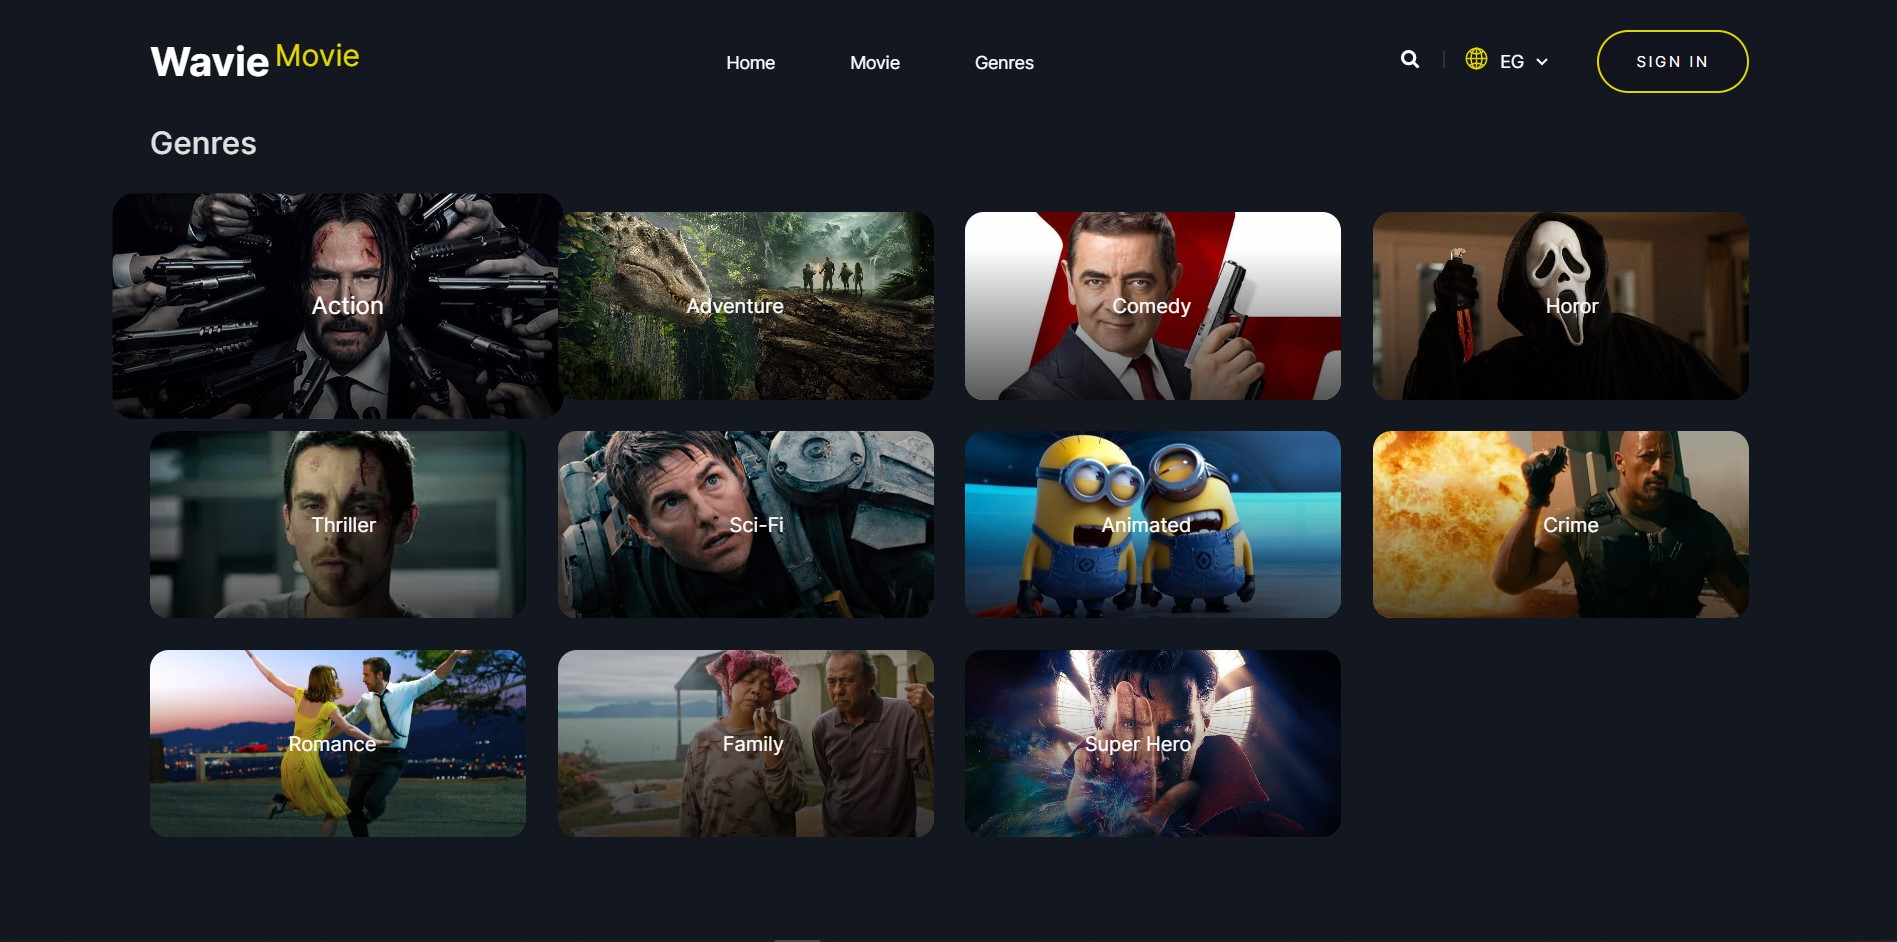 Wavie Movie
Home Movie Genres
EG
SIGN IN
Genres
Action
Adventure
Comedy
Horor
Thriller
Sci-Fi
Animated
Crime
Romance
Family
Super Hero